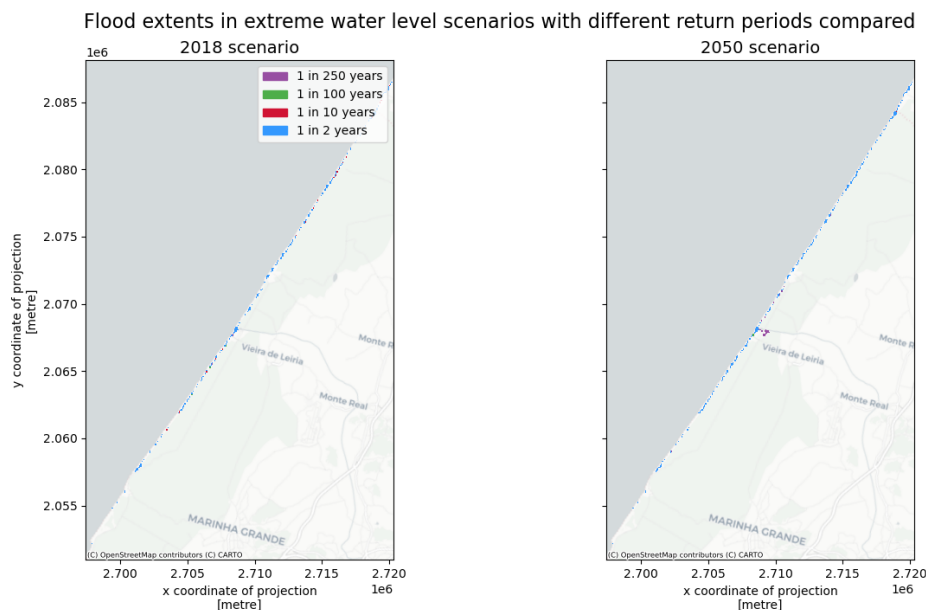 Flood extents in extreme water level scenarios with different return periods compared
2018 scenario
2050 scenario
1e6
1 in 250 years
1 in 100 years
1 in 10 years
1 in 2 years
2.085
2.080
2.075
2.070
2.065
2.060
2.055
y coordinate of projection
[metre]
Monte R
Vieira de Leiria
Monte Real
MARINHA GRANDE
(C) OpenStreetMap contributors (C) CARTO
2.700 2.705 2.710 2.715 2.720
1e6
x coordinate of projection
[metre]
Monte Re
Vieira de Leiria
Monte Real
MARINHA GRANDE
(C) OpenStreetMap contributors (C) CARTO
2.700 2.705 2.710 2.715 2.720
1e6
x coordinate of projection
[metre]